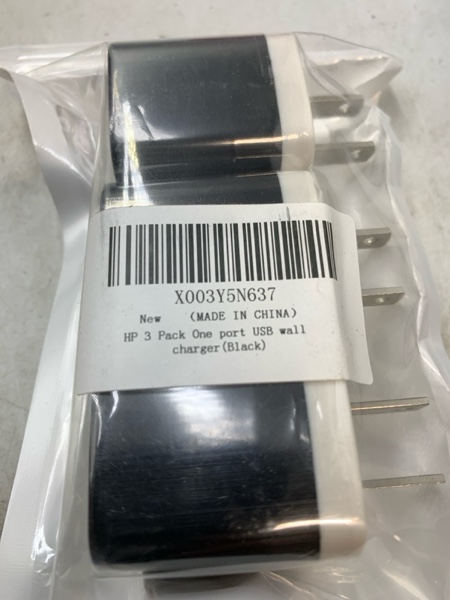 X003Y5N637
New (MADE IN CHINA)
HP 3 Pack One port USB wall
charger(Black)